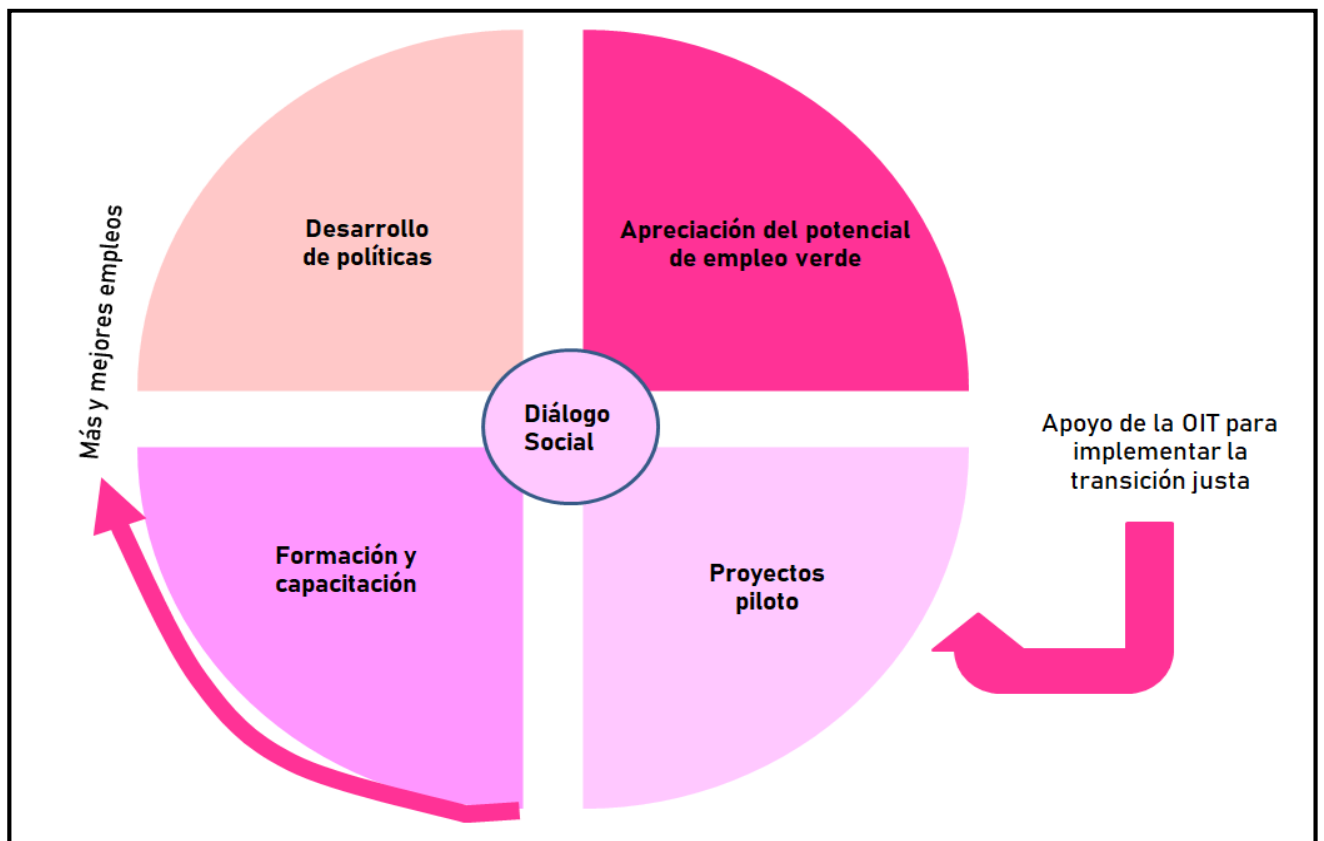 Desarrollo
de políticas
Apreciación del potencial
de empleo verde
Más y mejores empleos
Diálogo
Social
Apoyo de la OIT para
implementar la
transición justa
Formación y
capacitación
Proyectos
piloto